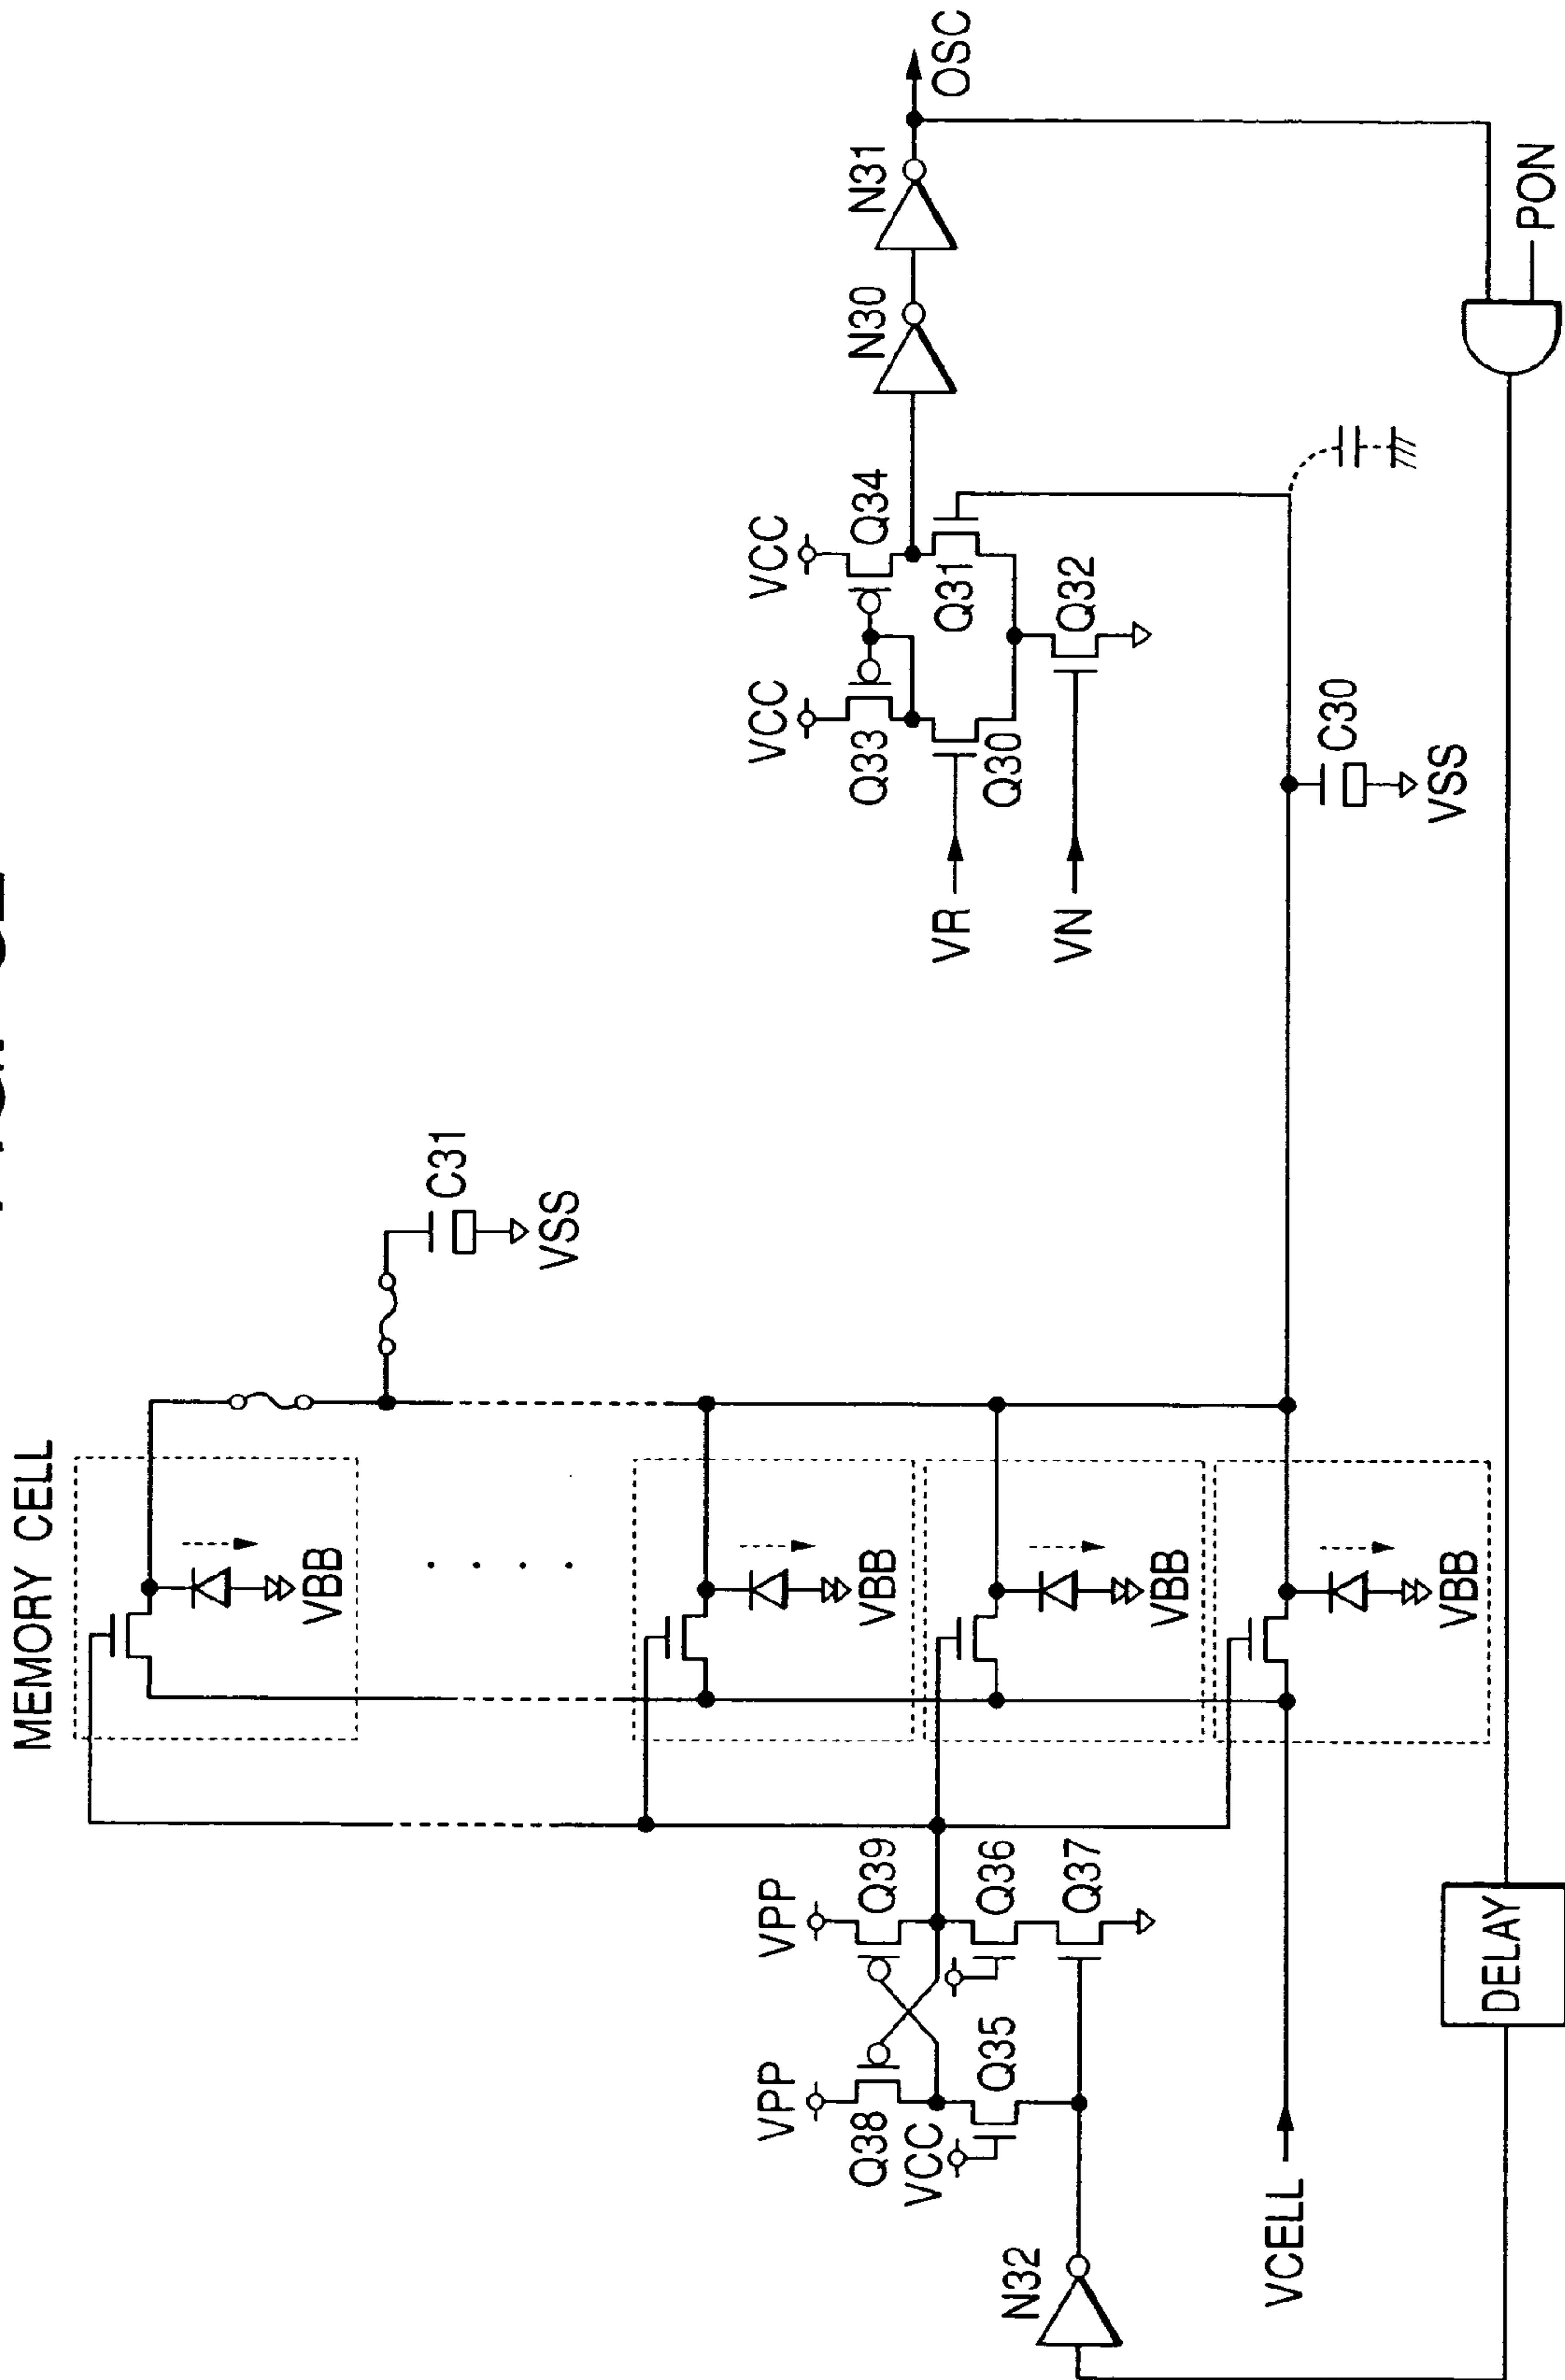 MEMORY CELL
VBB
VBB
VBB
VBB
C31
VSS
VPP
VPP
Q38
Q39
VCC
Q35
Q36
Q37
N32
VCELL
DELAY
VCC
VCC
Q33
Q34
Q30
Q31
Q32
VR
VN
N30
N31
OSC
C30
VSS
PON